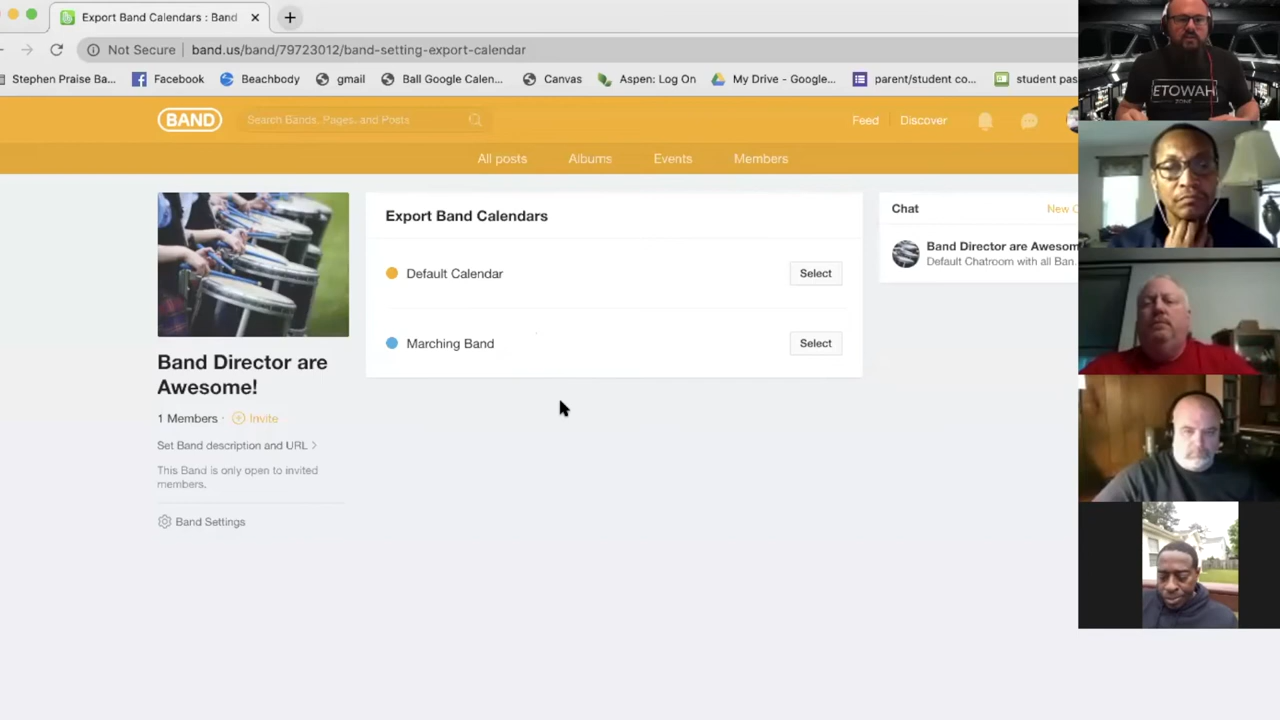 Export Band Calendars : Band
Not Secure band.us/band/79723012/band-setting-export-calendar
Stephen Praise Ba... Facebook Beachbody gmail Ball Google Calen... Canvas Aspen: Log On My Drive - Google... parent/student co... student pas
BAND Search Bands, Pages, and Posts Feed Discover
All posts Albums Events Members
Band Director are
Awesome!
1 Members · Invite
Set Band description and URL
This Band is only open to invited
members.
Band Settings
Export Band Calendars
Default Calendar Select
Marching Band Select
Chat New C
Band Director are Awesom
Default Chatroom with all Ban.
ETOWAH